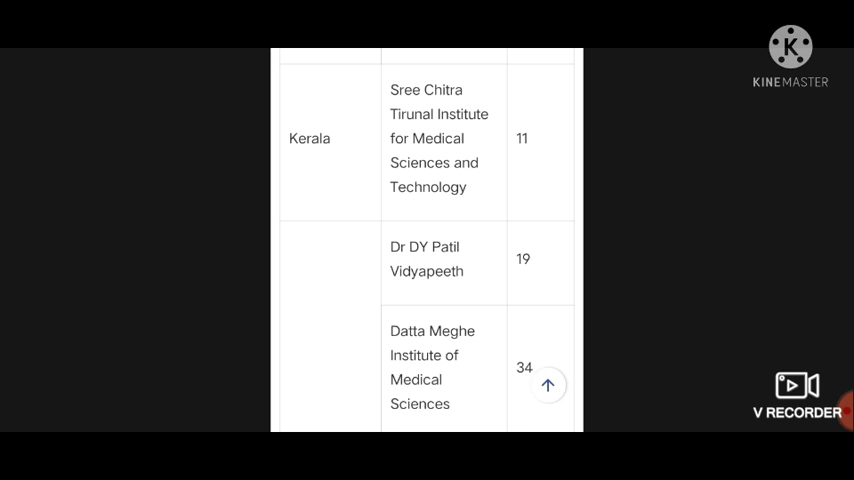 K
KINEMASTER
Sree Chitra
Tirunal Institute
for Medical
Sciences and
Technology
Kerala
11
Dr DY Patil
Vidyapeeth
19
Datta Meghe
Institute of
Medical
Sciences
34
V RECORDER